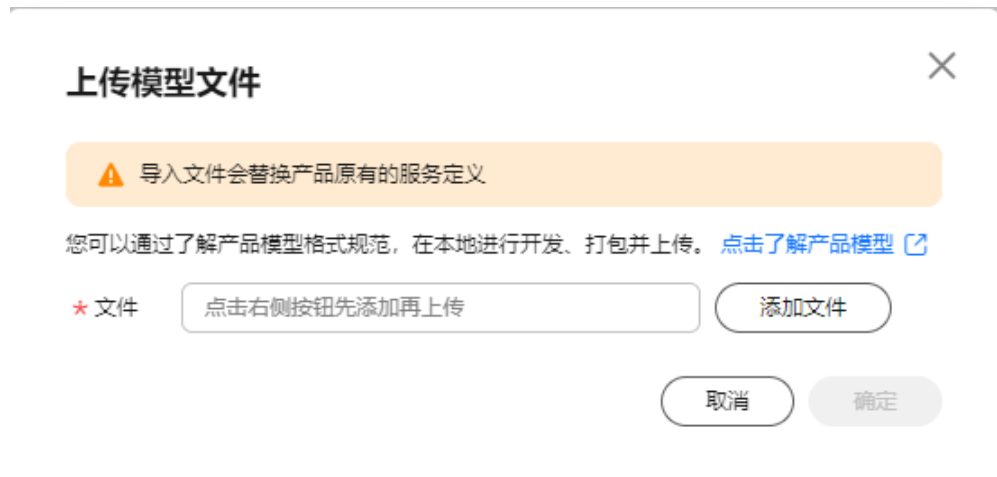 上传模型文件
导入文件会替换产品原有的服务定义
您可以通过了解产品模型格式规范，在本地进行开发、打包并上传。 点击了解产品模型
* 文件 点击右侧按钮先添加再上传 添加文件
取消 确定